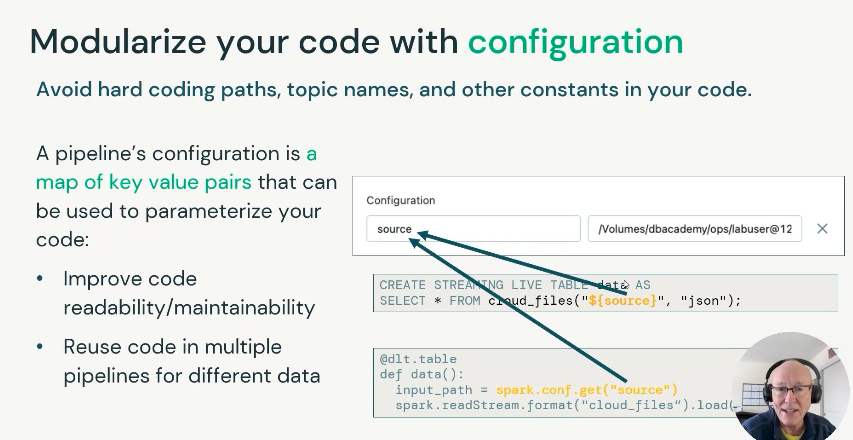 Modularize your code with configuration
Avoid hard coding paths, topic names, and other constants in your code.
A pipeline's configuration is a
map of key value pairs that can
be used to parameterize your
code:
• Improve code
readability/maintainability
• Reuse code in multiple
pipelines for different data
Configuration
source
/Volumes/dbacademy/ops/labuser@12
CREATE STREAMING LIVE TABLE data AS
SELECT * FROM cloud_files("${source}", "json");
@dlt.table
def data():
input_path = spark.conf.get("source")
spark.readStream.format("cloud_files").load(